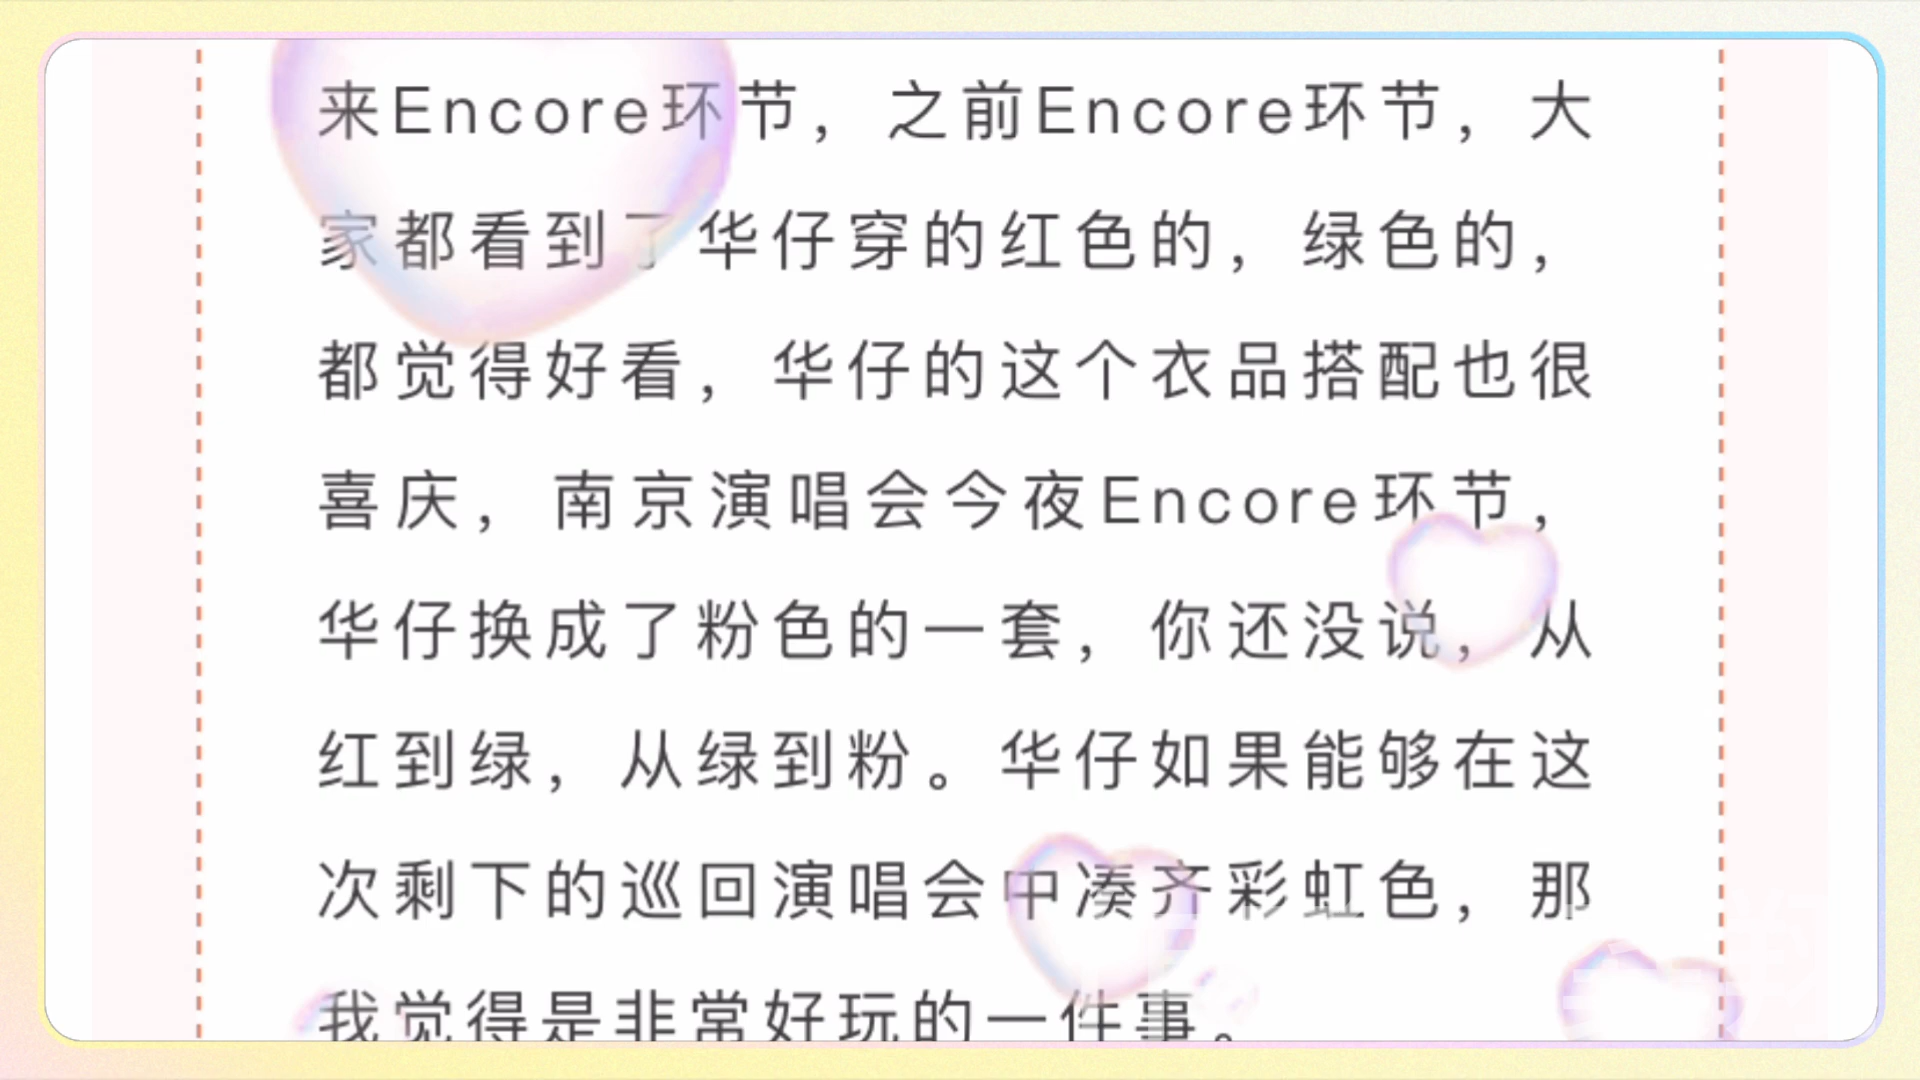 来Encore环节，之前Encore环节，大
家都看到了华仔穿的红色的，绿色的，
都觉得好看，华仔的这个衣品搭配也很
喜庆，南京演唱会今夜Encore环节，
华仔换成了粉色的一套，你还没说，从
红到绿，从绿到粉。华仔如果能够在这
次剩下的巡回演唱会中凑齐彩虹色，那
我觉得是非常好玩的一件事。